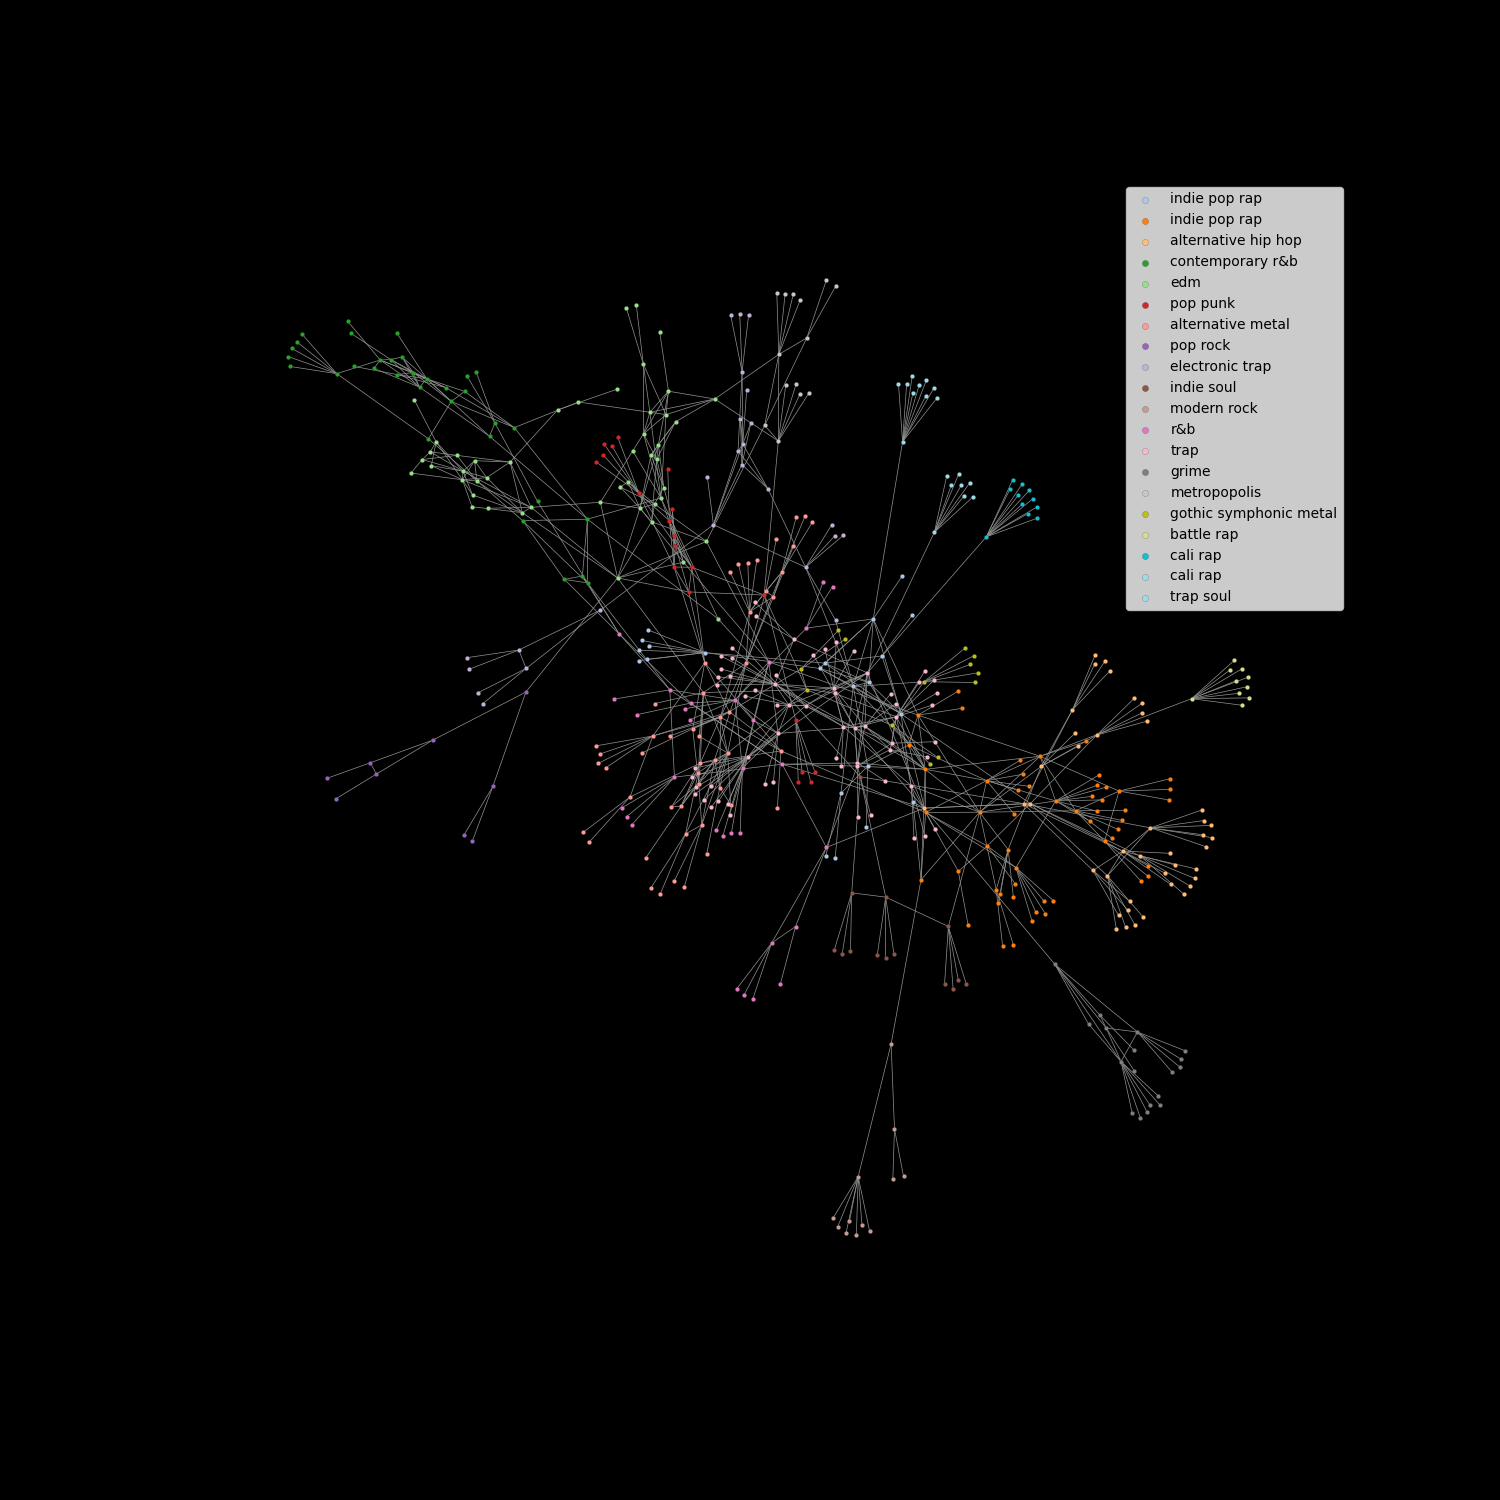 indie pop rap
indie pop rap
alternative hip hop
contemporary r&b
edm
pop punk
alternative metal
pop rock
electronic trap
indie soul
modern rock
r&b
trap
grime
metropopolis
gothic symphonic metal
battle rap
cali rap
cali rap
trap soul